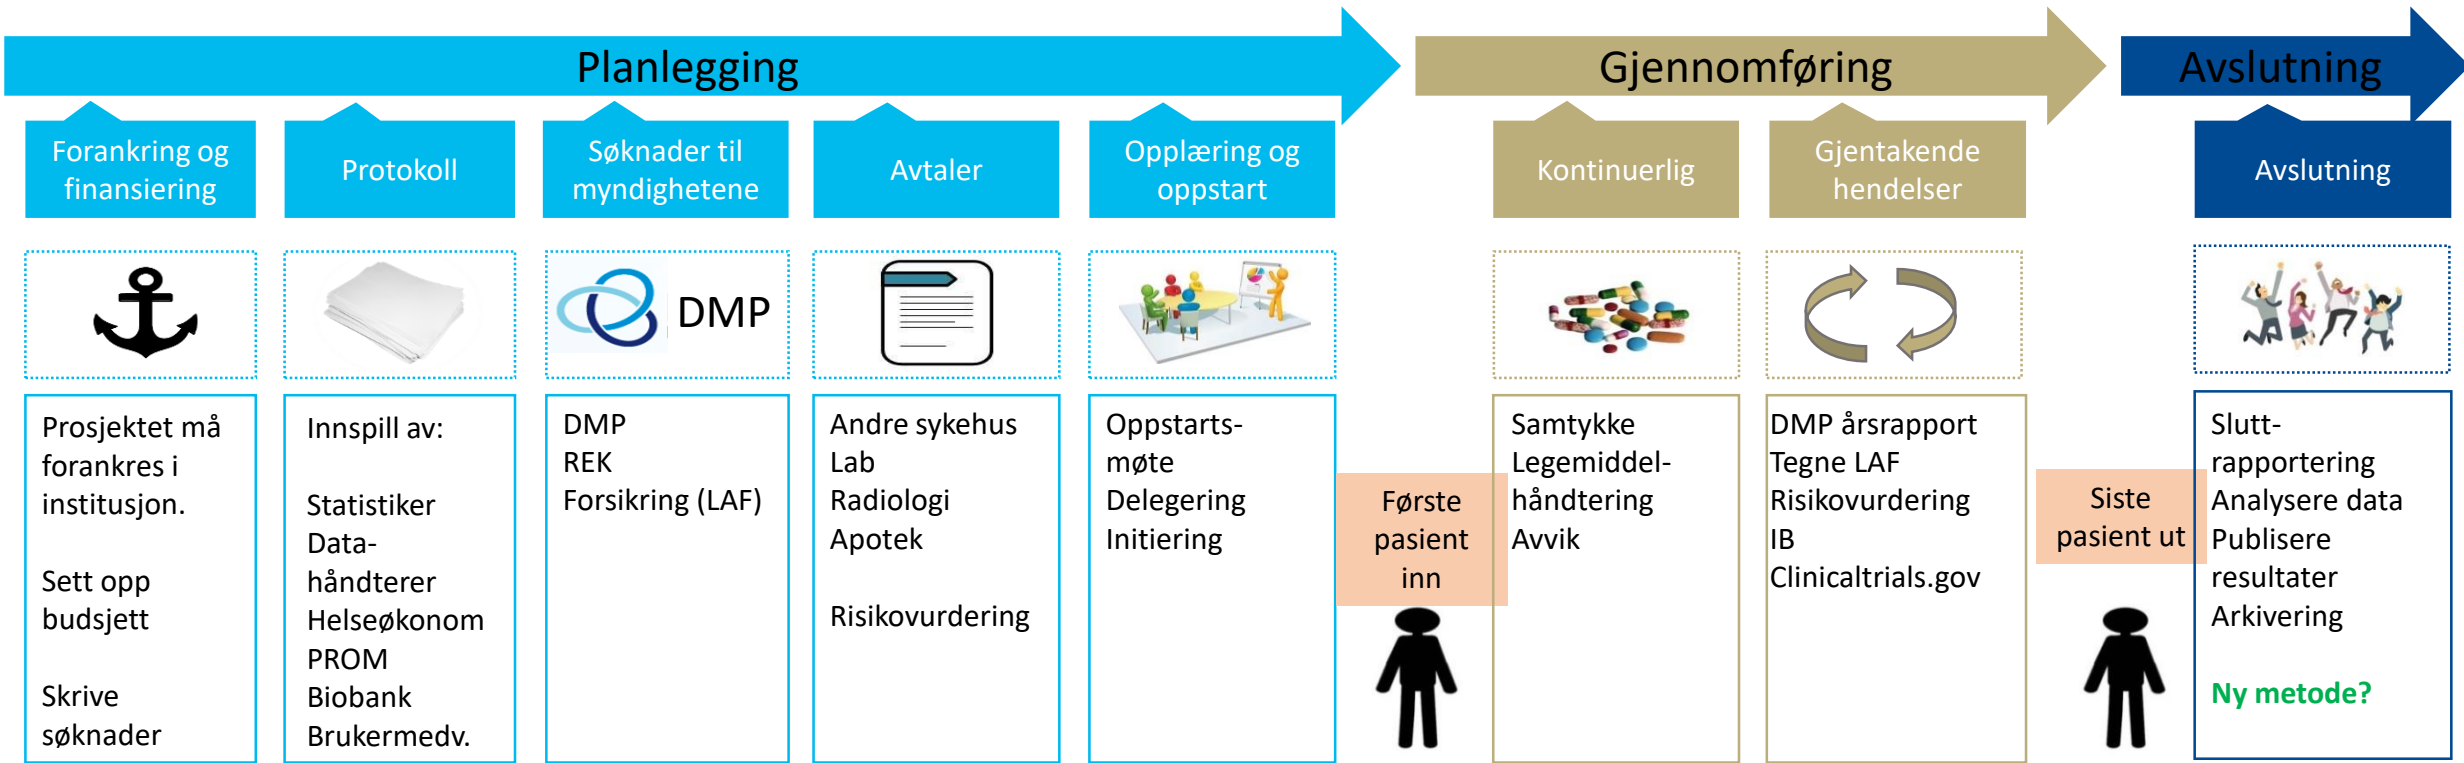 Planlegging
Gjennomføring
Avslutning
Forankring og
finansiering
Protokoll
Søknader til
myndighetene
Avtaler
Opplæring og
oppstart
Kontinuerlig
Gjentakende
hendelser
Avslutning
DMP
Prosjektet må
forankres i
institusjon.
Sett opp
budsjett
Skrive
søknader
Innspill av:
Statistiker
Data-
håndterer
Helseøkonom
PROM
Biobank
Brukermedv.
DMP
REK
Forsikring (LAF)
Andre sykehus
Lab
Radiologi
Apotek
Risikovurdering
Oppstarts-
møte
Delegering
Initiering
Første
pasient
inn
Samtykke
Legemiddel-
håndtering
Avvik
DMP årsrapport
Tegne LAF
Risikovurdering
IB
Clinicaltrials.gov
Siste
pasient ut
Slutt-
rapportering
Analysere data
Publisere
resultater
Arkivering
Ny metode?